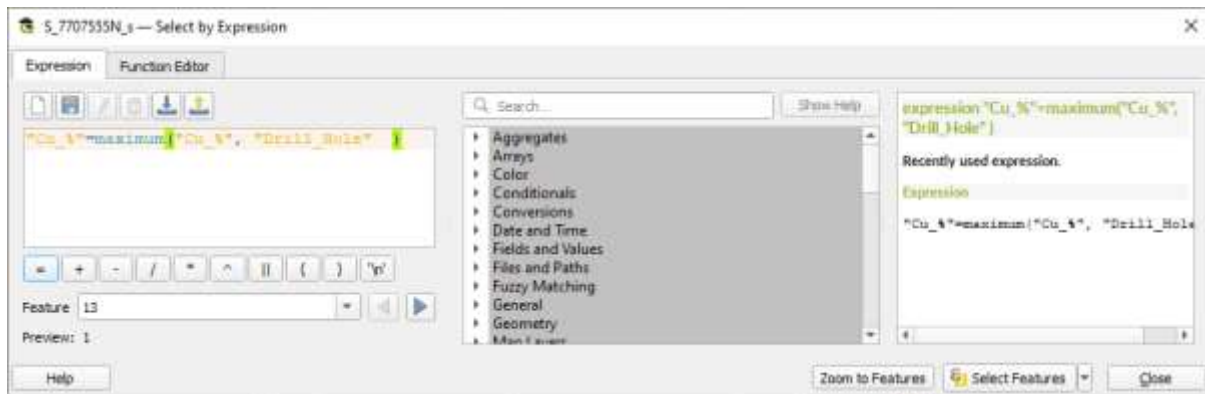 S_7707555N_s — Select by Expression
Expression
Function Editor
"Cu_%"=maximum("Cu_%", "Drill_Hole" )
= + - / * ^ || ( ) '\n'
Feature 13
Preview: 1
Search...
Show Help
Aggregates
Arrays
Color
Conditionals
Conversions
Date and Time
Fields and Values
Files and Paths
Fuzzy Matching
General
Geometry
Map Layers
expression "Cu_%"=maximum("Cu_%",
"Drill_Hole" )
Recently used expression.
Expression
"Cu_%"=maximum("Cu_%", "Drill_Hole
Help
Zoom to Features
Select Features
Close